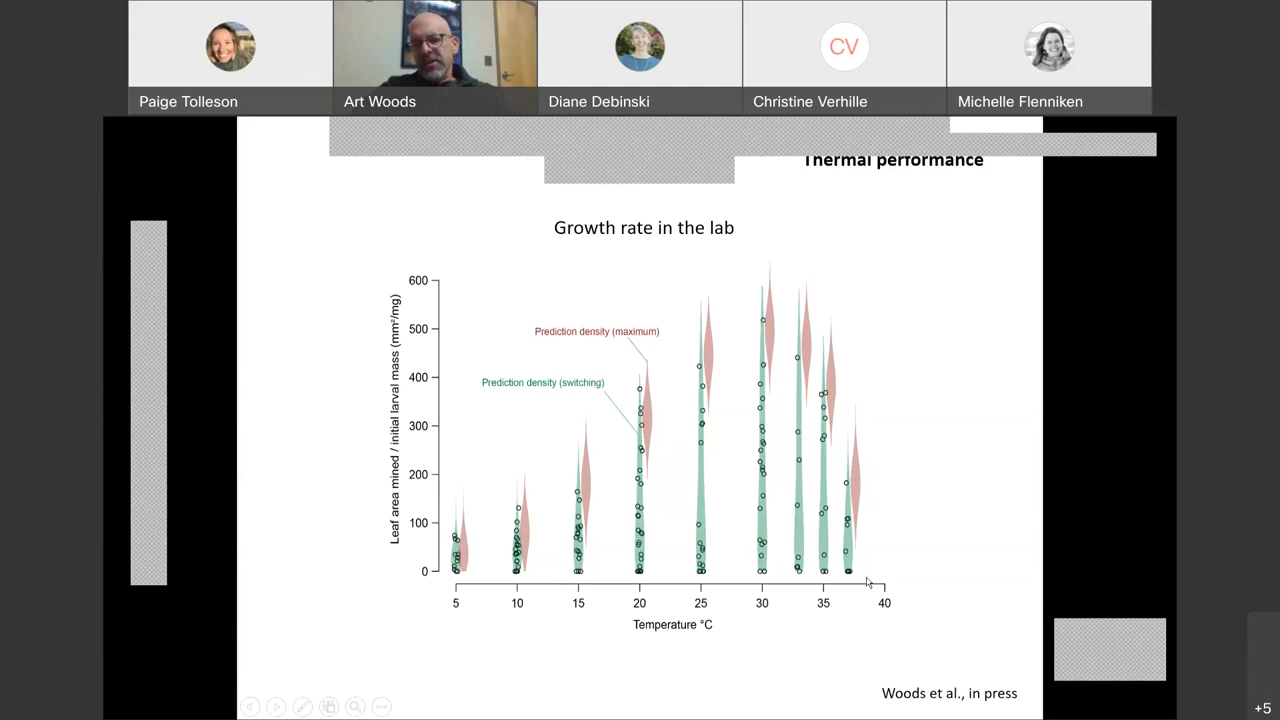 CV
Paige Tolleson
Art Woods
Diane Debinski
Christine Verhille
Michelle Flenniken
Thermal performance
Growth rate in the lab
Leaf area mined / initial larval mass (mm²/mg)
600
500
400
300
200
100
0
Prediction density (maximum)
Prediction density (switching)
5
10
15
20
25
30
35
40
Temperature °C
Woods et al., in press
+5